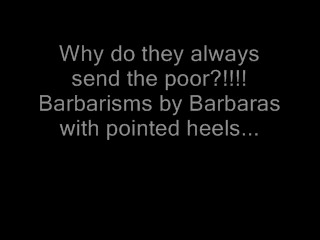 Why do they always
send the poor?!!!!
Barbarisms by Barbaras
with pointed heels...